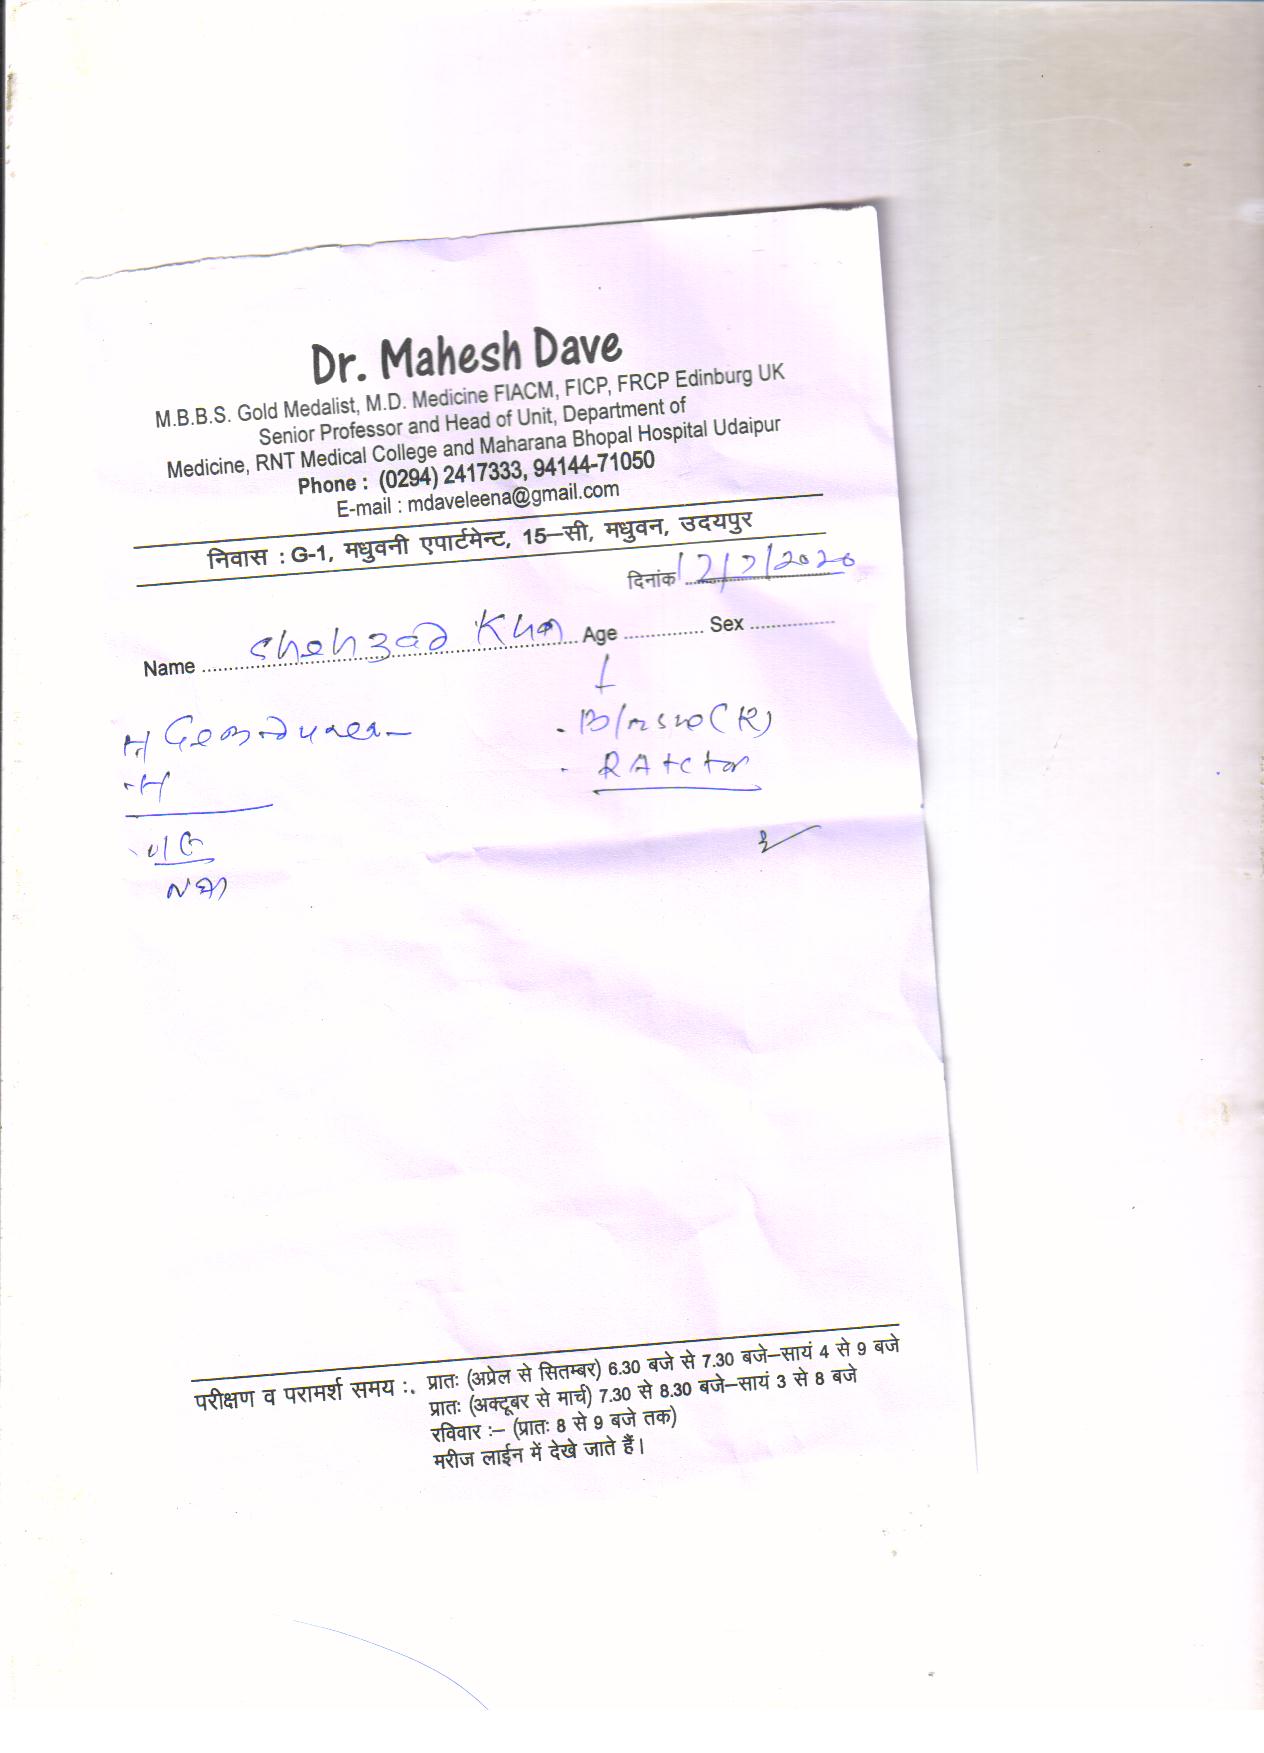 Dr. Mahesh Dave
M.B.B.S. Gold Medalist, M.D. Medicine FIACM, FICP, FRCP Edinburg UK
Senior Professor and Head of Unit, Department of
Medicine, RNT Medical College and Maharana Bhopal Hospital Udaipur
Phone : (0294) 2417333, 94144-71050
E-mail : mdaveleena@gmail.com
निवास : G-1, मधुवनी एपार्टमेन्ट, 15–सी, मधुवन, उदयपुर
दिनांक 12/7/2020
Name Shehzad Khan Age Sex
RA
परीक्षण व परामर्श समय :. प्रातः (अप्रेल से सितम्बर) 6.30 बजे से 7.30 बजे–सायं 4 से 9 बजे
प्रातः (अक्टूबर से मार्च) 7.30 से 8.30 बजे–सायं 3 से 8 बजे
रविवार :– (प्रातः 8 से 9 बजे तक)
मरीज लाईन में देखे जाते हैं।